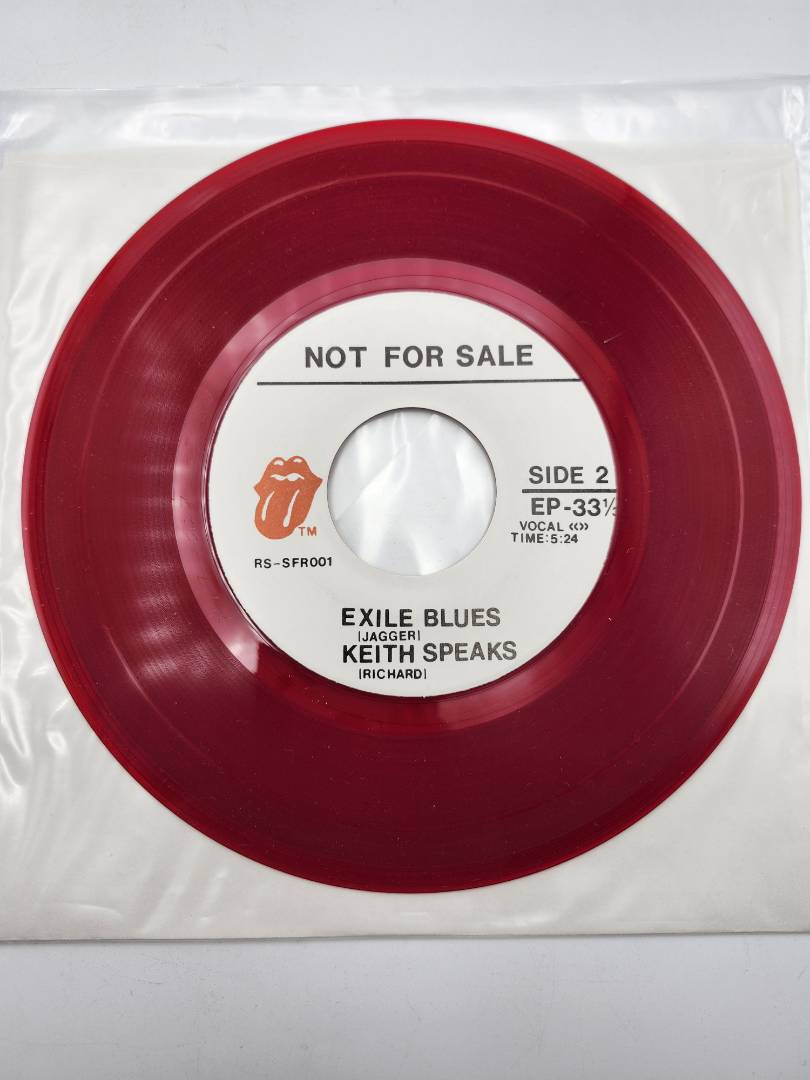 NOT FOR SALE
SIDE 2
EP-33⅓
VOCAL «»
TIME:5:24
TM
RS-SFR001
EXILE BLUES
(JAGGER)
KEITH SPEAKS
(RICHARD)